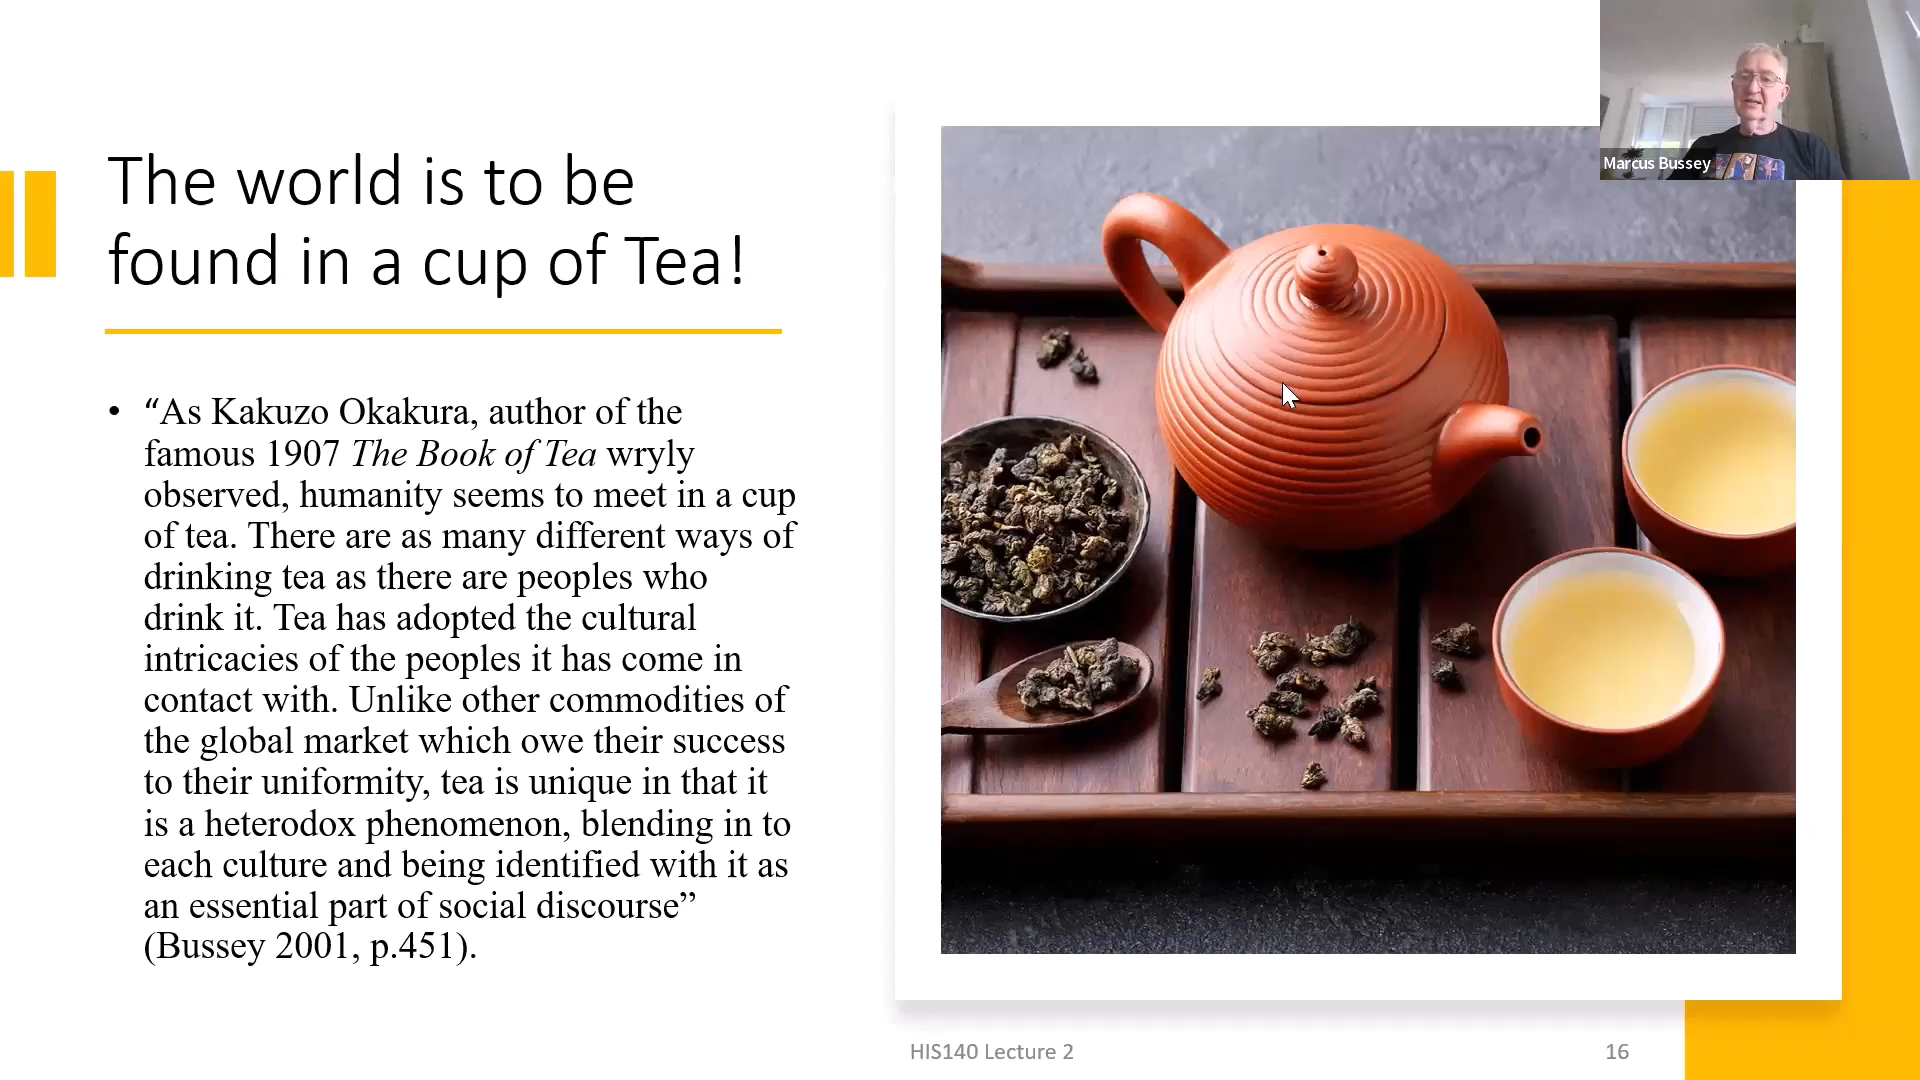 The world is to be
found in a cup of Tea!
• “As Kakuzo Okakura, author of the
famous 1907 The Book of Tea wryly
observed, humanity seems to meet in a cup
of tea. There are as many different ways of
drinking tea as there are peoples who
drink it. Tea has adopted the cultural
intricacies of the peoples it has come in
contact with. Unlike other commodities of
the global market which owe their success
to their uniformity, tea is unique in that it
is a heterodox phenomenon, blending in to
each culture and being identified with it as
an essential part of social discourse”
(Bussey 2001, p.451).
Marcus Bussey
HIS140 Lecture 2
16